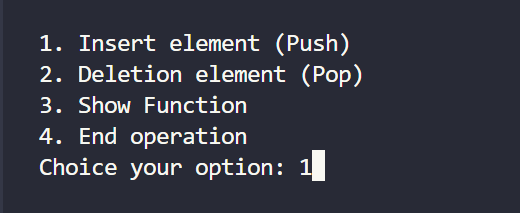 1. Insert element (Push)
2. Deletion element (Pop)
3. Show Function
4. End operation
Choice your option: 1